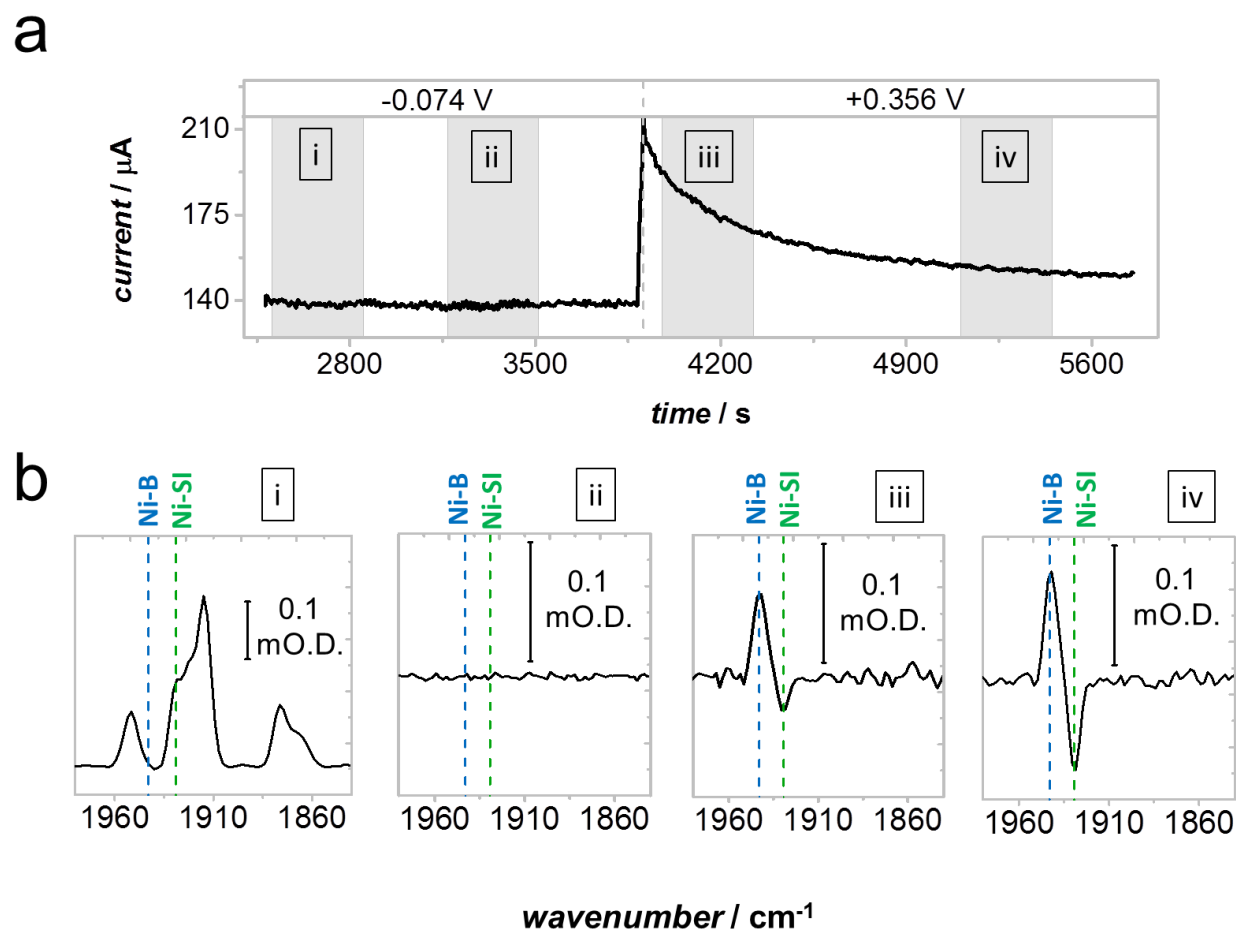 a
-0.074 V
+0.356 V
210
175
140
current / μA
i
ii
iii
iv
2800
3500
4200
4900
5600
time / s
b
Ni-B
Ni-SI
i
0.1
mO.D.
1960
1910
1860
Ni-B
Ni-SI
ii
0.1
mO.D.
1960
1910
1860
Ni-B
Ni-SI
iii
0.1
mO.D.
1960
1910
1860
Ni-B
Ni-SI
iv
0.1
mO.D.
1960
1910
1860
wavenumber / cm⁻¹